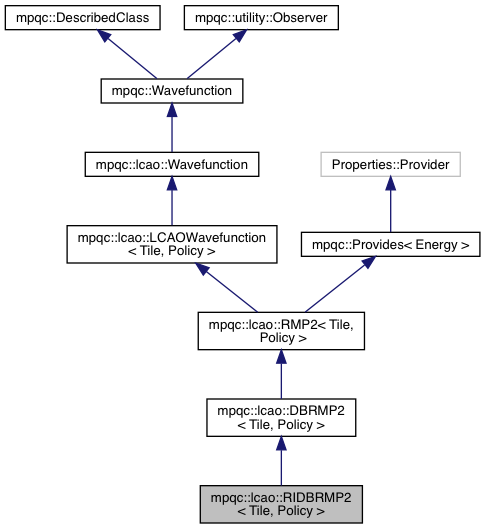 mpqc::DescribedClass
mpqc::utility::Observer
mpqc::Wavefunction
mpqc::lcao::Wavefunction
Properties::Provider
mpqc::lcao::LCAOWavefunction
< Tile, Policy >
mpqc::Provides< Energy >
mpqc::lcao::RMP2< Tile,
Policy >
mpqc::lcao::DBRMP2
< Tile, Policy >
mpqc::lcao::RIDBRMP2
< Tile, Policy >